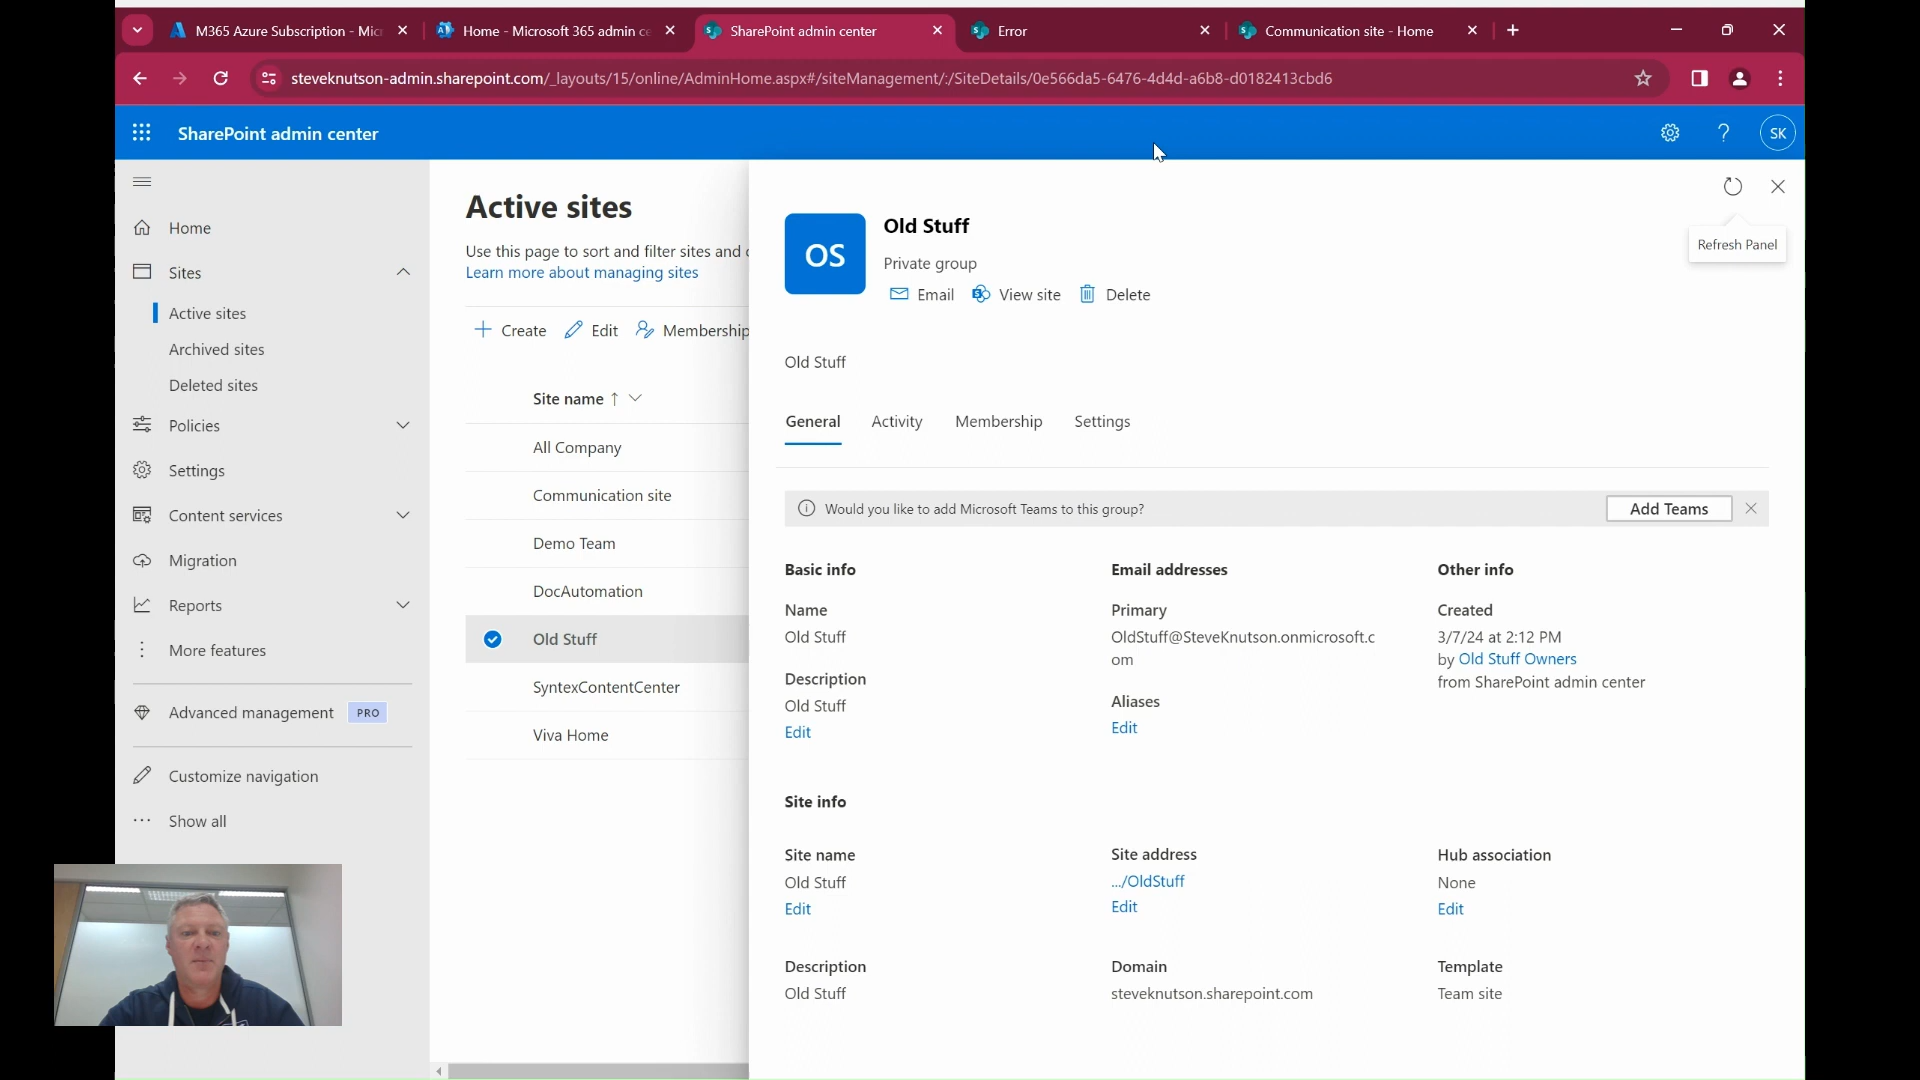 M365 Azure Subscription - Mic
Home - Microsoft 365 admin ce
SharePoint admin center
Error
Communication site - Home
steveknutson-admin.sharepoint.com/_layouts/15/online/AdminHome.aspx#/siteManagement/:/SiteDetails/0e566da5-6476-4d4d-a6b8-d0182413cbd6
SharePoint admin center
SK
Home
Sites
Active sites
Archived sites
Deleted sites
Policies
Settings
Content services
Migration
Reports
More features
Advanced management PRO
Customize navigation
Show all
Active sites
Use this page to sort and filter sites and
Learn more about managing sites
Create
Edit
Membership
Site name
All Company
Communication site
Demo Team
DocAutomation
Old Stuff
SyntexContentCenter
Viva Home
Refresh Panel
OS
Old Stuff
Private group
Email
View site
Delete
Old Stuff
General
Activity
Membership
Settings
Would you like to add Microsoft Teams to this group?
Add Teams
Basic info
Name
Old Stuff
Description
Old Stuff
Edit
Email addresses
Primary
OldStuff@SteveKnutson.onmicrosoft.c
om
Aliases
Edit
Other info
Created
3/7/24 at 2:12 PM
by Old Stuff Owners
from SharePoint admin center
Site info
Site name
Old Stuff
Edit
Site address
.../OldStuff
Edit
Hub association
None
Edit
Description
Old Stuff
Domain
steveknutson.sharepoint.com
Template
Team site